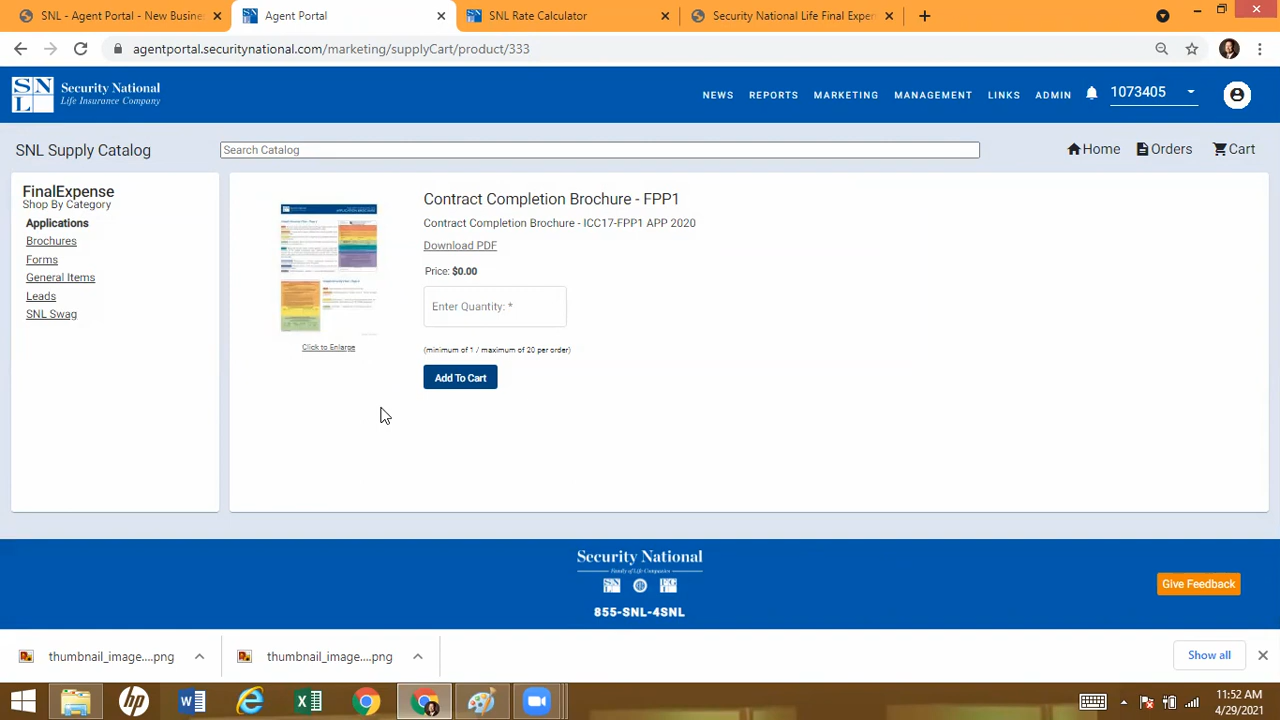 SNL - Agent Portal - New Busine
Agent Portal
SNL Rate Calculator
Security National Life Final Exper
agentportal.securitynational.com/marketing/supplyCart/product/333
SNL
Security National
Life Insurance Company
NEWS
REPORTS
MARKETING
MANAGEMENT
LINKS
ADMIN
1073405
SNL Supply Catalog
Search Catalog
Home
Orders
Cart
FinalExpense
Shop By Category
Applications
Brochures
Forms
General Items
Leads
SNL Swag
Click to Enlarge
Contract Completion Brochure - FPP1
Contract Completion Brochure - ICC17-FPP1 APP 2020
Download PDF
Price: $0.00
Enter Quantity: *
(minimum of 1 / maximum of 20 per order)
Add To Cart
Security National
Family of Life Companies
855-SNL-4SNL
Give Feedback
thumbnail_image....png
thumbnail_image....png
Show all
11:52 AM
4/29/2021